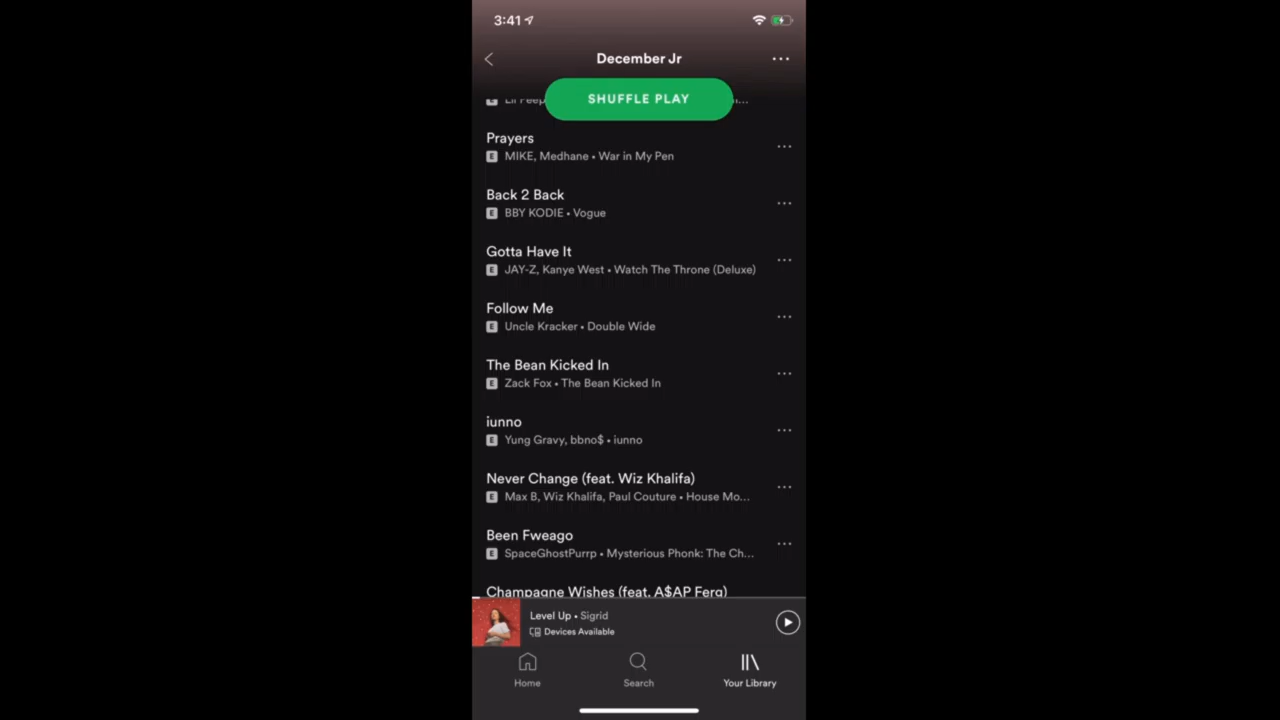 3:41
December Jr
SHUFFLE PLAY
E Lil Peep
Prayers
E MIKE, Medhane • War in My Pen
Back 2 Back
E BBY KODIE • Vogue
Gotta Have It
E JAY-Z, Kanye West • Watch The Throne (Deluxe)
Follow Me
E Uncle Kracker • Double Wide
The Bean Kicked In
E Zack Fox • The Bean Kicked In
iunno
E Yung Gravy, bbno$ • iunno
Never Change (feat. Wiz Khalifa)
E Max B, Wiz Khalifa, Paul Couture • House Mo...
Been Fweago
E SpaceGhostPurrp • Mysterious Phonk: The Ch...
Champagne Wishes (feat. A$AP Ferg)
Level Up • Sigrid
Devices Available
Home
Search
Your Library